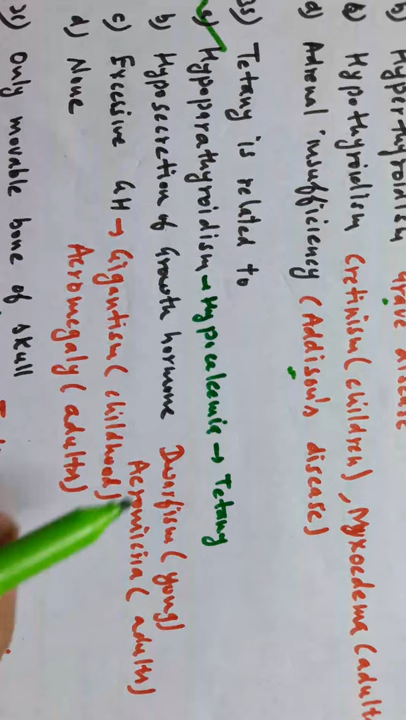 b) Hyperthyroidism Grave disease
c) Hypothyroidism Cretinism (children), Myxoedema (adult
d) Adrenal insufficiency (Addison's disease)
35) Tetany is related to
a) Hypoparathyroidism → Hypocalcemia → Tetany
b) Hyposecretion of Growth hormone Dwarfism (young)
Acromicria (adults)
c) Excessive GH → Gigantism (childhood)
d) None Acromegaly (adults)
Only movable bone of skull